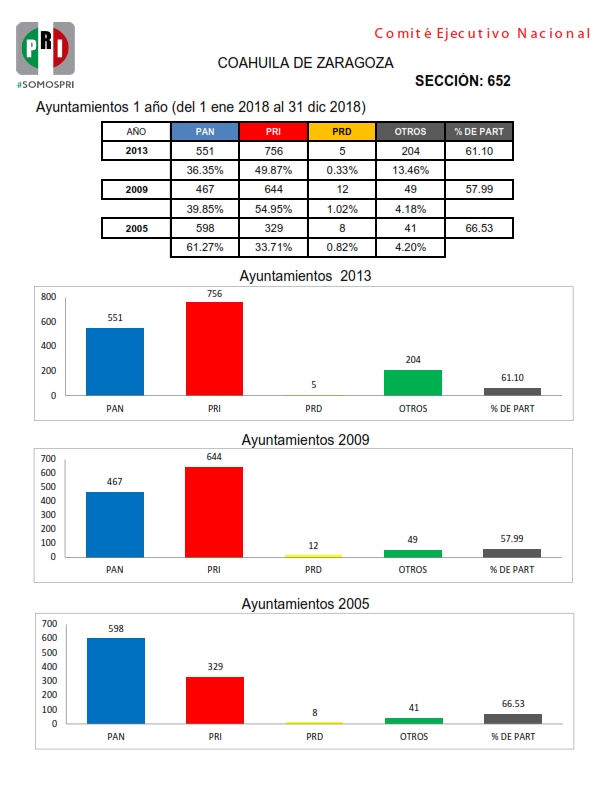 PRI
#SOMOSPRI
Comité Ejecutivo Nacional
COAHUILA DE ZARAGOZA
SECCIÓN: 652
Ayuntamientos 1 año (del 1 ene 2018 al 31 dic 2018)
AÑO PAN PRI PRD OTROS % DE PART
2013 551 756 5 204 61.10
36.35% 49.87% 0.33% 13.46%
2009 467 644 12 49 57.99
39.85% 54.95% 1.02% 4.18%
2005 598 329 8 41 66.53
61.27% 33.71% 0.82% 4.20%
Ayuntamientos 2013
800
600
400
200
0
551
756
5
204
61.10
PAN PRI PRD OTROS % DE PART
Ayuntamientos 2009
700
600
500
400
300
200
100
0
467
644
12
49
57.99
PAN PRI PRD OTROS % DE PART
Ayuntamientos 2005
700
600
500
400
300
200
100
0
598
329
8
41
66.53
PAN PRI PRD OTROS % DE PART